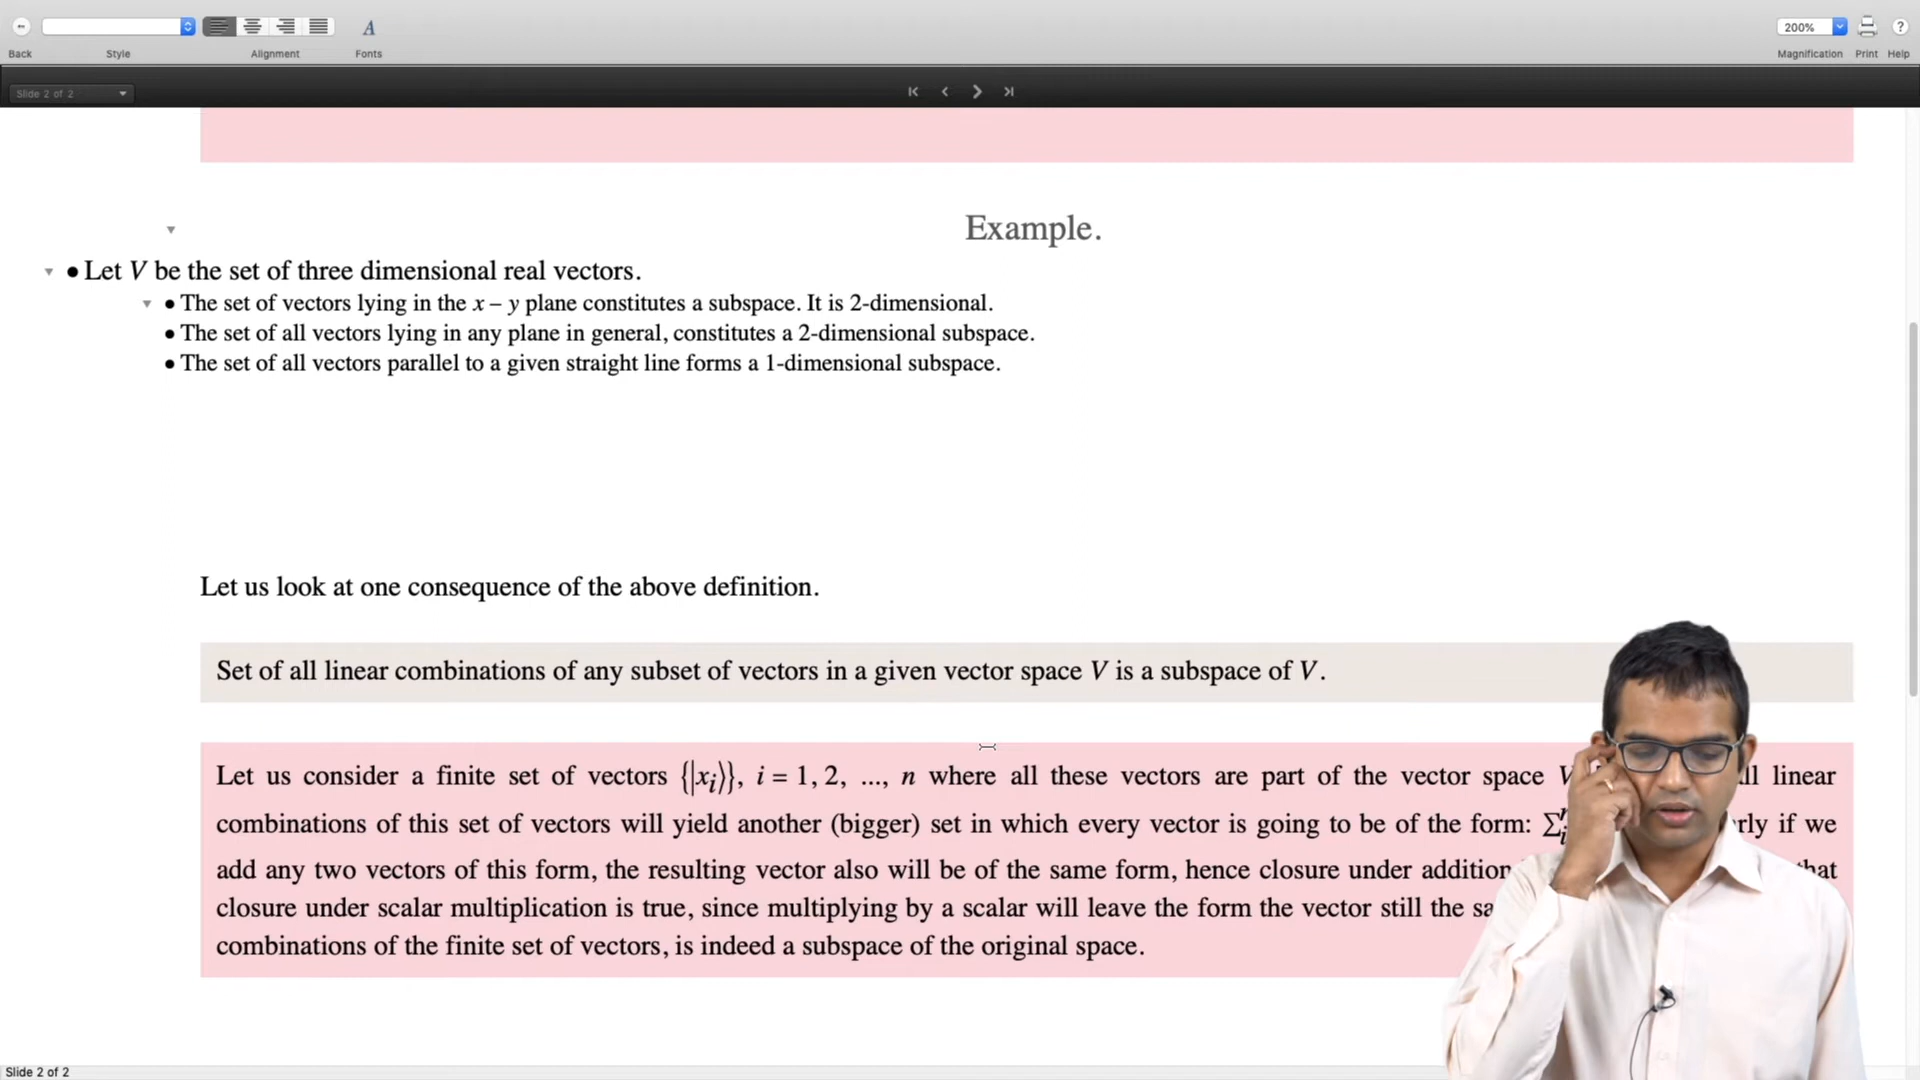 200%
Back Style Alignment Fonts Magnification Print Help
Slide 2 of 2
Example.
• Let V be the set of three dimensional real vectors.
• The set of vectors lying in the x – y plane constitutes a subspace. It is 2-dimensional.
• The set of all vectors lying in any plane in general, constitutes a 2-dimensional subspace.
• The set of all vectors parallel to a given straight line forms a 1-dimensional subspace.
Let us look at one consequence of the above definition.
Set of all linear combinations of any subset of vectors in a given vector space V is a subspace of V.
Let us consider a finite set of vectors {|xᵢ⟩}, i = 1, 2, ..., n where all these vectors are part of the vector space V linear
combinations of this set of vectors will yield another (bigger) set in which every vector is going to be of the form: if we
add any two vectors of this form, the resulting vector also will be of the same form, hence closure under addition
closure under scalar multiplication is true, since multiplying by a scalar will leave the form the vector still the
combinations of the finite set of vectors, is indeed a subspace of the original space.
Slide 2 of 2